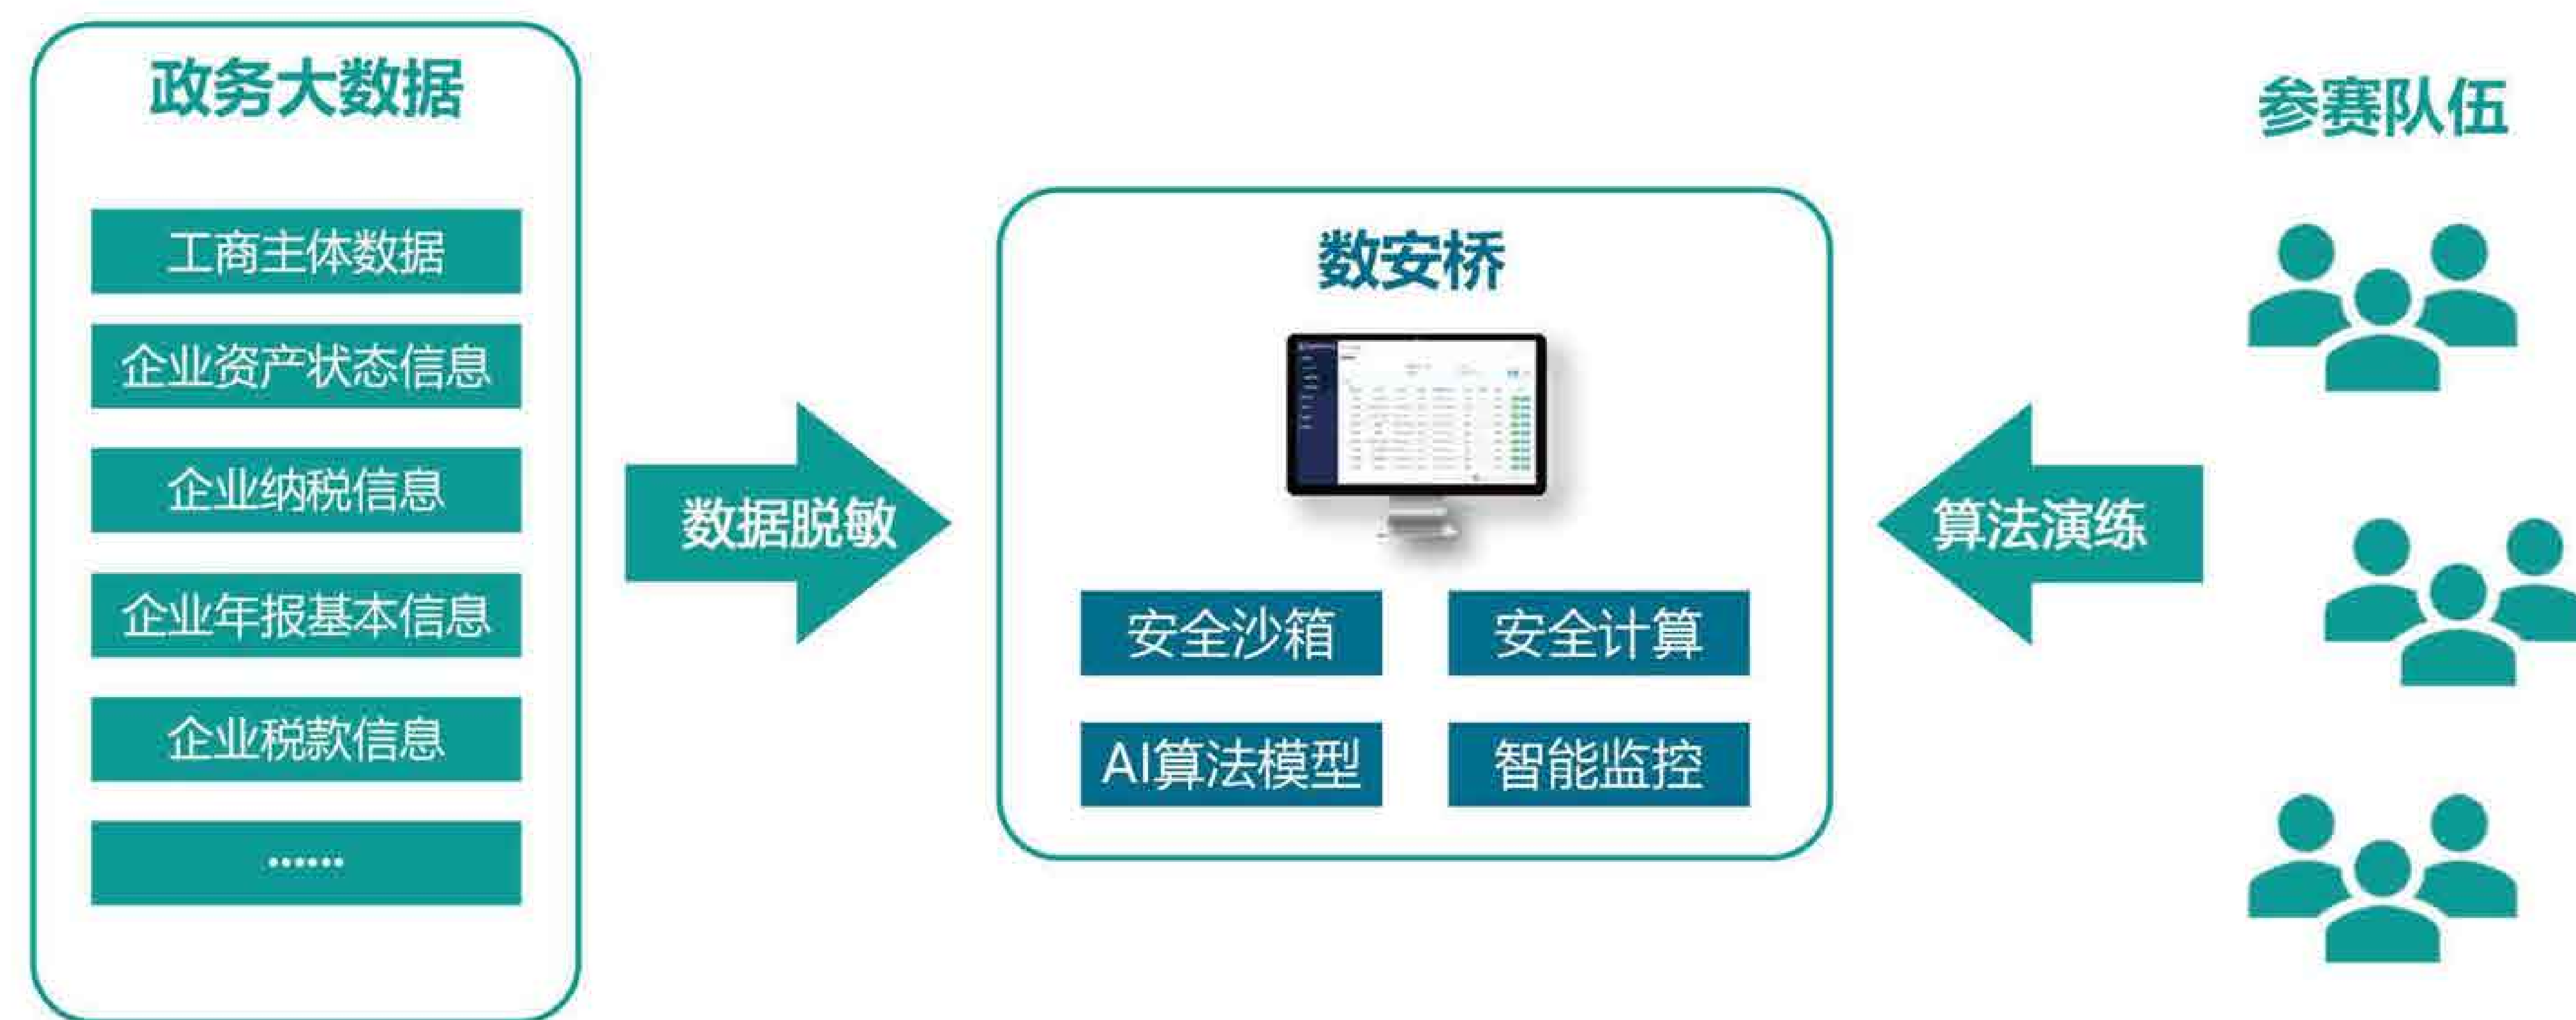 政务大数据
工商主体数据
企业资产状态信息
企业纳税信息
企业年报基本信息
企业税款信息
......
数据脱敏
数安桥
安全沙箱
安全计算
AI算法模型
智能监控
算法演练
参赛队伍